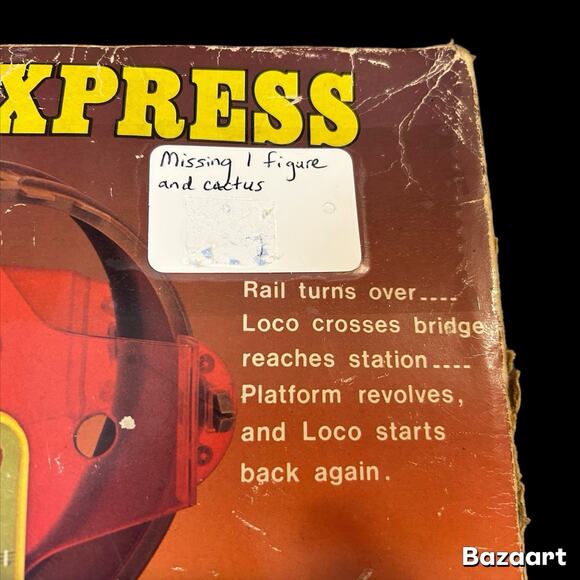 XPRESS
Missing 1 figure
and cactus
Rail turns over....
Loco crosses bridge
reaches station....
Platform revolves,
and Loco starts
back again.
Bazaart